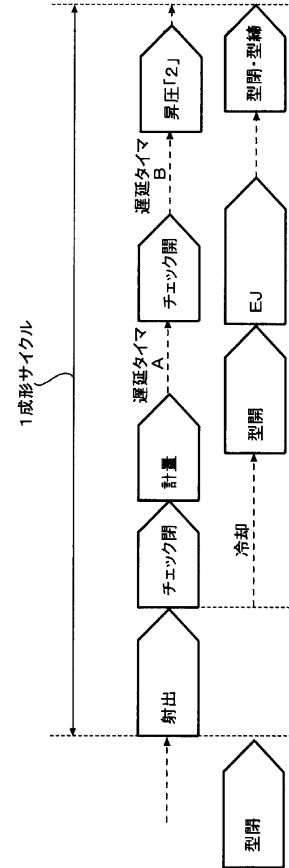 1成形サイクル
射出
チェック閉
計量
遅延タイマ
A
チェック開
遅延タイマ
B
昇圧「2」
型閉
冷却
型開
EJ
型閉・型締